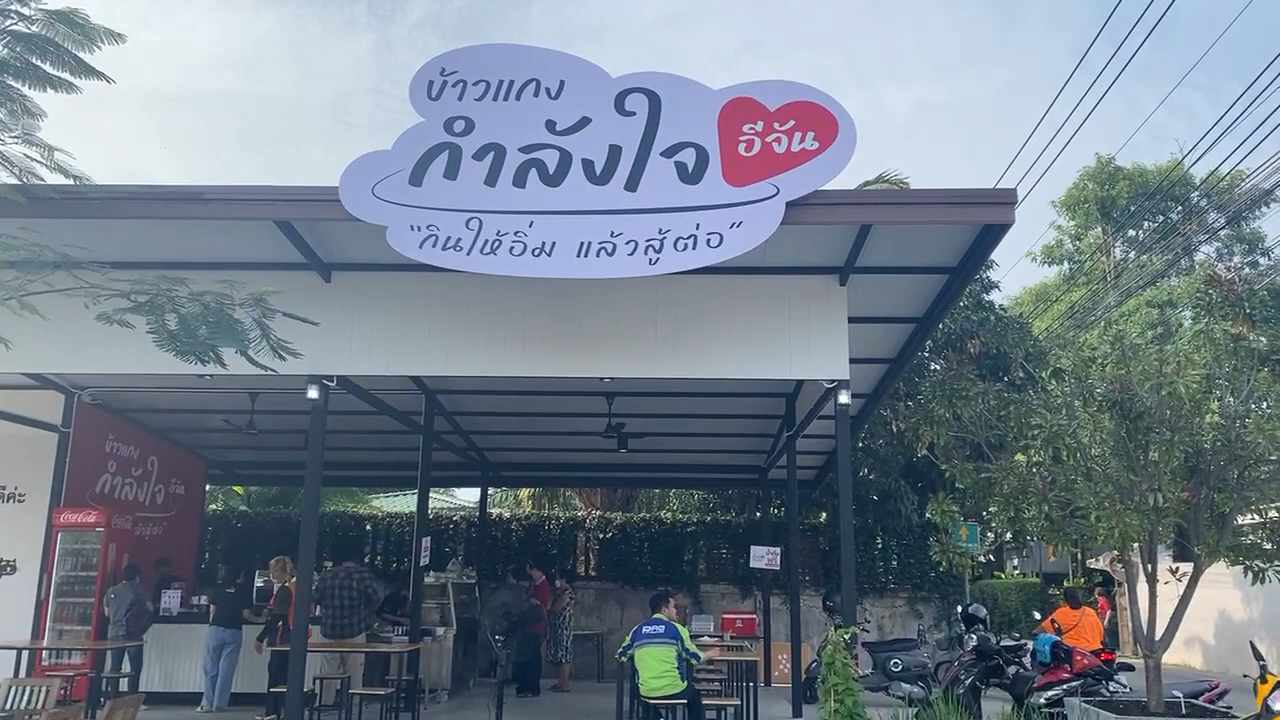 ข้าวแกง
กำลังใจ
อีจัน
"กินให้อิ่ม แล้วสู้ต่อ"
ข้าวแกง
กำลังใจ อีจัน
Coca-Cola